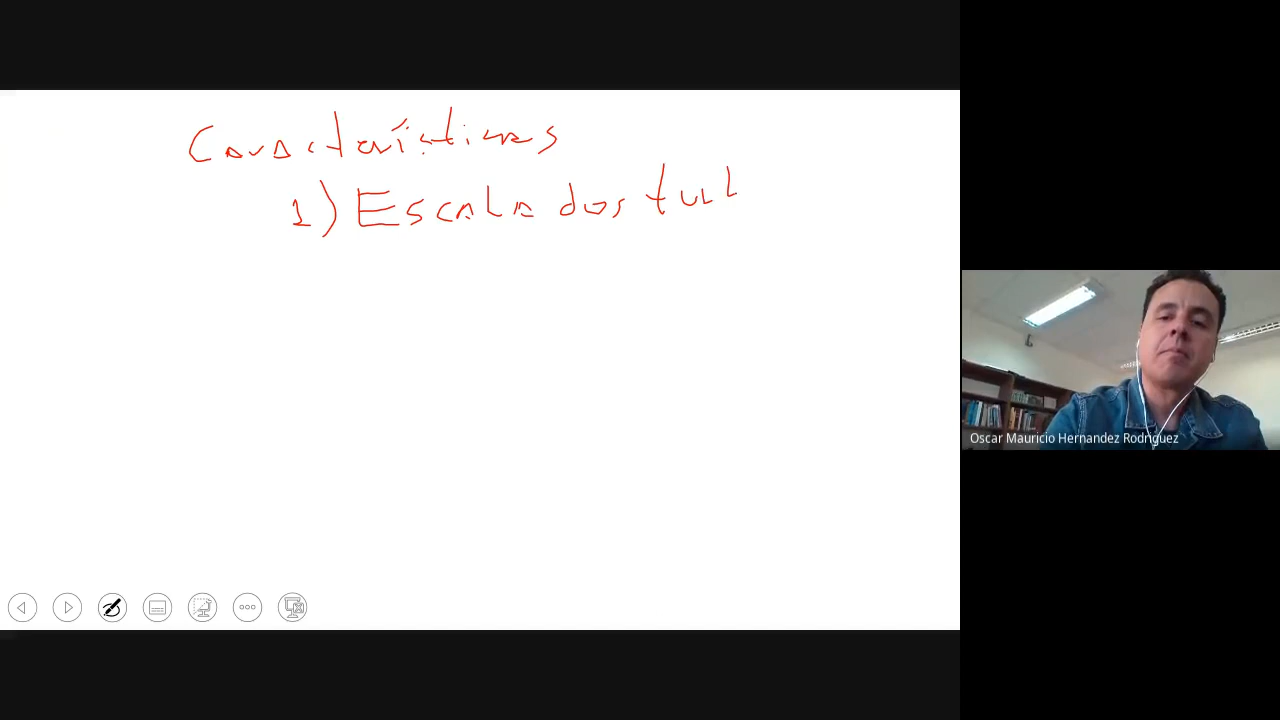 Características
1) Escala dos
Oscar Mauricio Hernandez Rodriguez